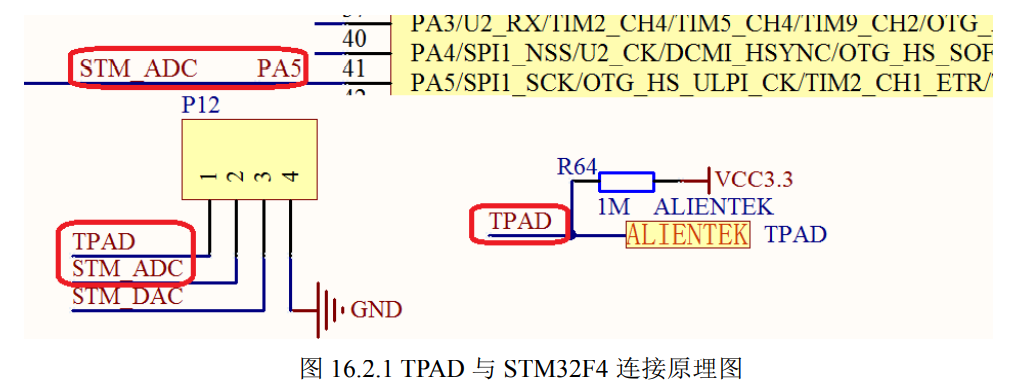 PA3/U2_RX/TIM2_CH4/TIM5_CH4/TIM9_CH2/OTG_
40 PA4/SPI1_NSS/U2_CK/DCMI_HSYNC/OTG_HS_SOF
STM_ADC PA5 41 PA5/SPI1_SCK/OTG_HS_ULPI_CK/TIM2_CH1_ETR/
P12
1 2 3 4
TPAD
STM_ADC
STM_DAC
GND
R64
VCC3.3
1M ALIENTEK
TPAD
ALIENTEK TPAD
图 16.2.1 TPAD 与 STM32F4 连接原理图